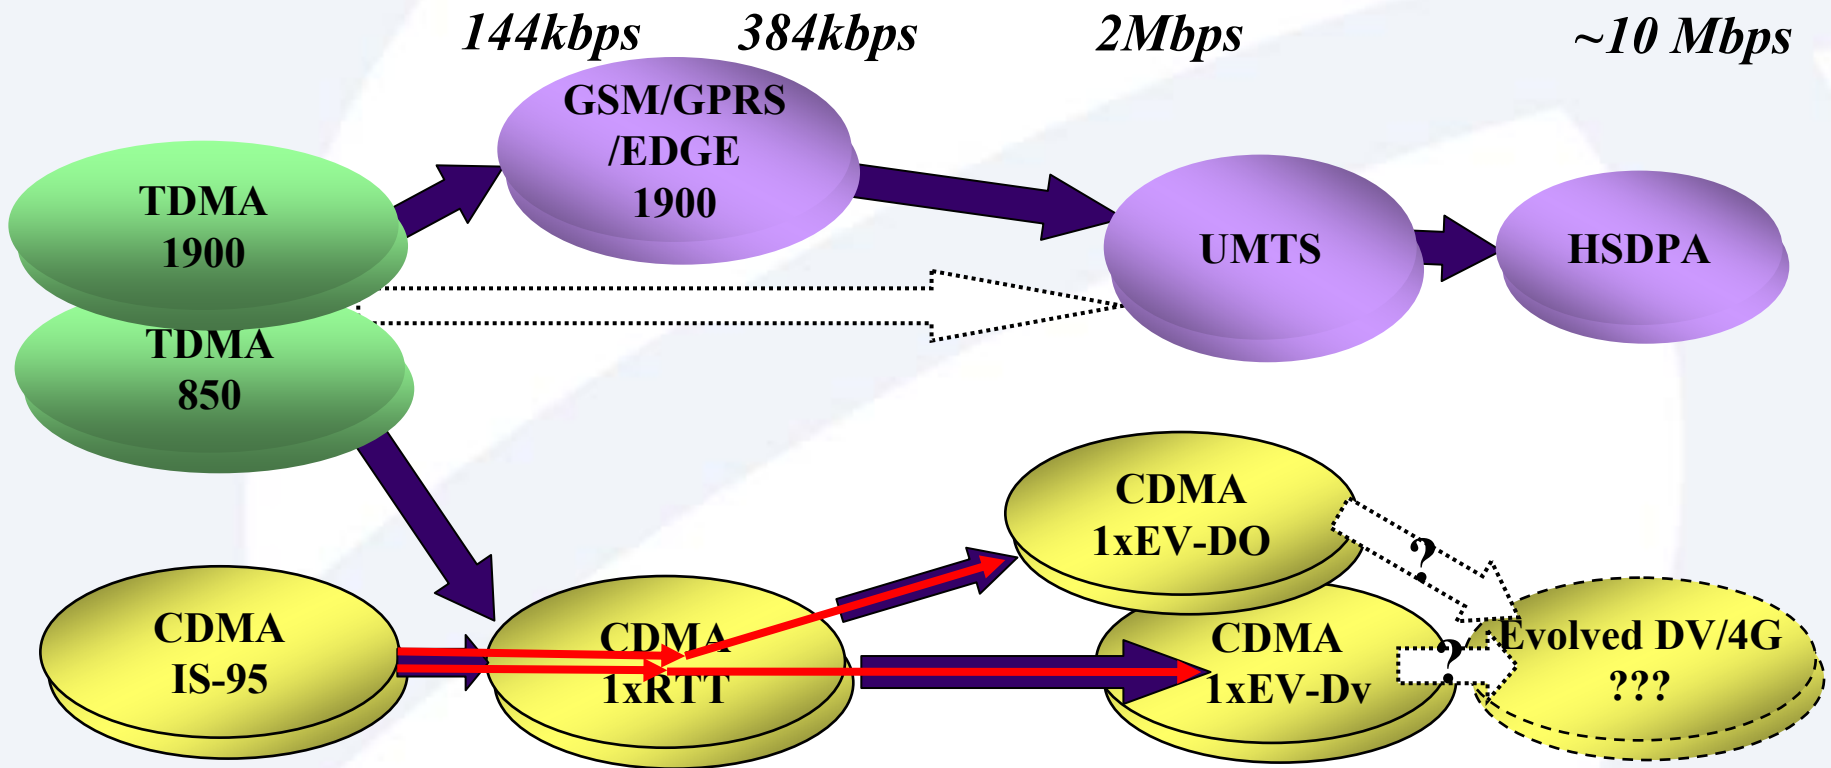 144kbps 384kbps 2Mbps ~10 Mbps
GSM/GPRS
/EDGE
1900
TDMA
1900
UMTS
HSDPA
TDMA
850
CDMA
1xEV-DO
?
CDMA
IS-95
CDMA
1xRTT
CDMA
1xEV-Dv
?
Evolved DV/4G
???